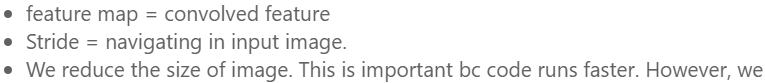 feature map = convolved feature
Stride = navigating in input image.
We reduce the size of image. This is important bc code runs faster. However, we